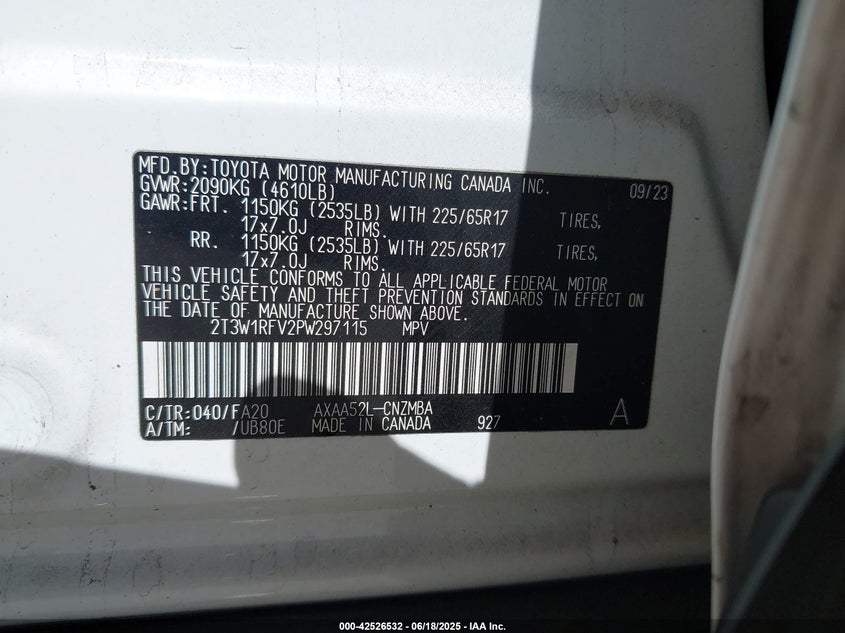 MFD.BY:TOYOTA MOTOR MANUFACTURING CANADA INC. 09/23
GVWR:2090KG (4610LB)
GAWR:FRT. 1150KG (2535LB) WITH 225/65R17 TIRES,
17x7.0J RIMS.
RR. 1150KG (2535LB) WITH 225/65R17 TIRES,
17x7.0J RIMS.
THIS VEHICLE CONFORMS TO ALL APPLICABLE FEDERAL MOTOR
VEHICLE SAFETY AND THEFT PREVENTION STANDARDS IN EFFECT ON
THE DATE OF MANUFACTURE SHOWN ABOVE.
2T3W1RFV2PW297115 MPV
C/TR:040/FA20 AXAA52L-CNZMBA
A/TM: /UB80E MADE IN CANADA 927 A
000-42526532 - 06/18/2025 - IAA Inc.